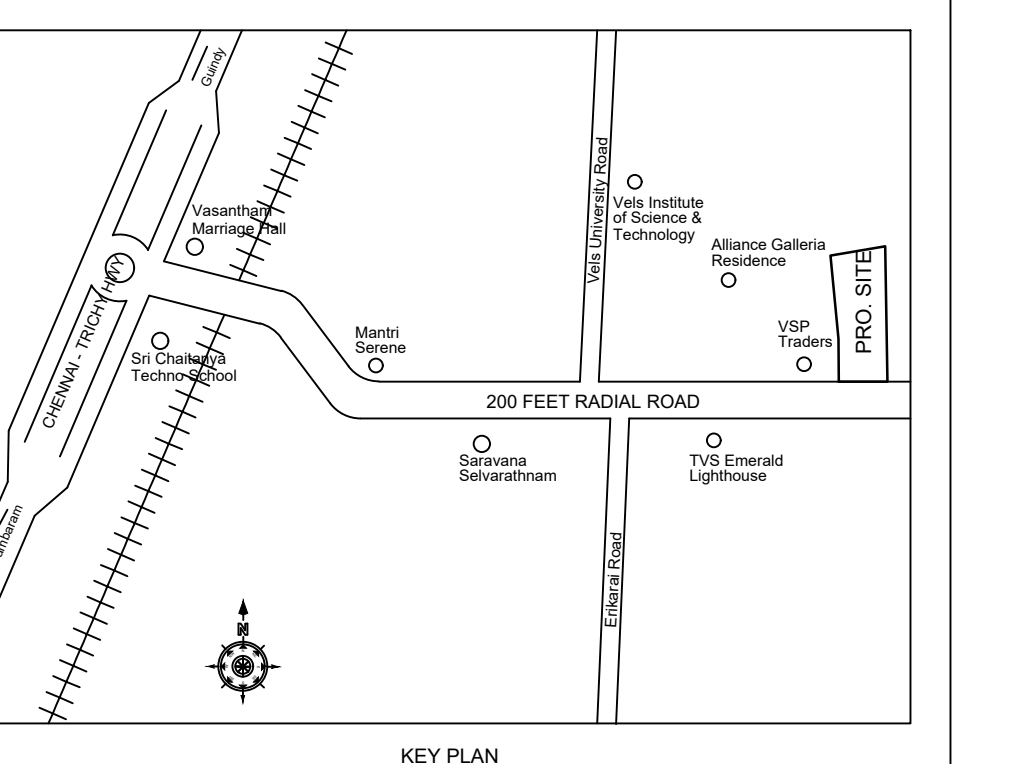 Guindy
Vasantham
Marriage Hall
Vels University Road
Vels Institute
of Science &
Technology
Alliance Galleria
Residence
PRO. SITE
CHENNAI - TRICHY HWY
Sri Chaitanya
Techno School
Mantri
Serene
VSP
Traders
200 FEET RADIAL ROAD
Saravana
Selvarathnam
TVS Emerald
Lighthouse
Erikarai Road
N
KEY PLAN